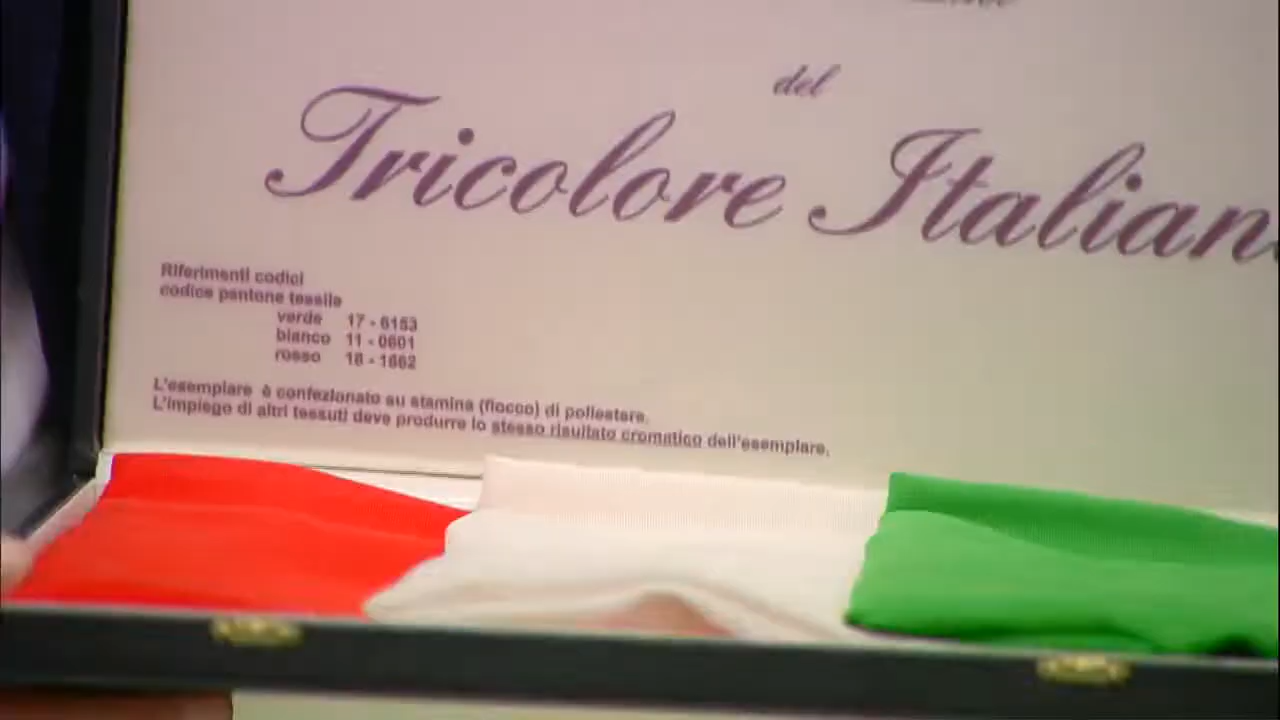 del
Tricolore Italian
Riferimenti codici
codice pantone tessile
verde 17 - 6153
bianco 11 - 0601
rosso 18 - 1662
L'esemplare è confezionato su stamina (fiocco) di poliestere.
L'impiego di altri tessuti deve produrre lo stesso risultato cromatico dell'esemplare.